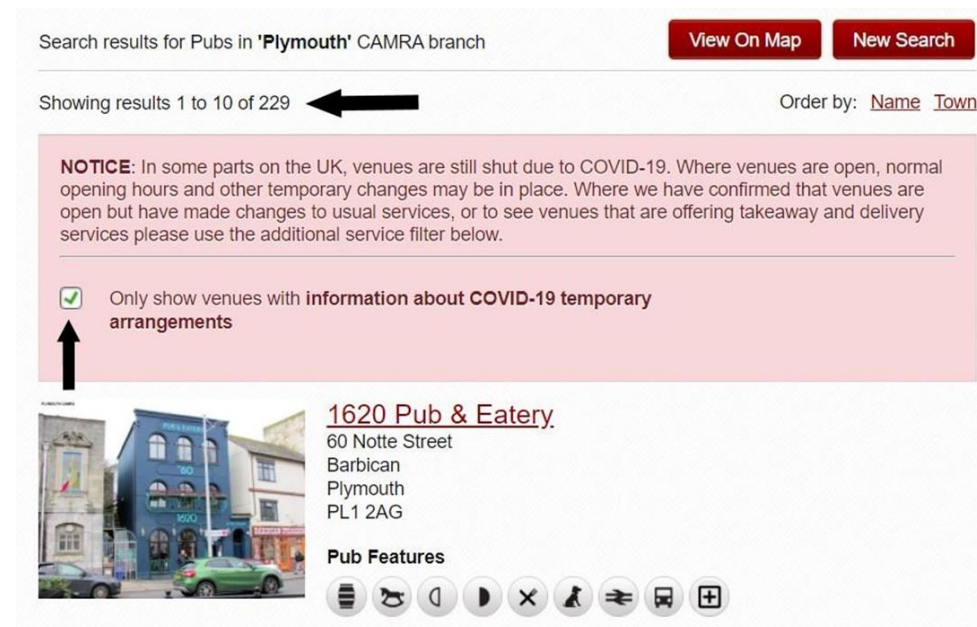 Search results for Pubs in 'Plymouth' CAMRA branch
View On Map
New Search
Showing results 1 to 10 of 229
Order by: Name Town
NOTICE: In some parts on the UK, venues are still shut due to COVID-19. Where venues are open, normal
opening hours and other temporary changes may be in place. Where we have confirmed that venues are
open but have made changes to usual services, or to see venues that are offering takeaway and delivery
services please use the additional service filter below.
Only show venues with information about COVID-19 temporary
arrangements
PUB & EATERY
60
1620
1620 Pub & Eatery
60 Notte Street
Barbican
Plymouth
PL1 2AG
Pub Features